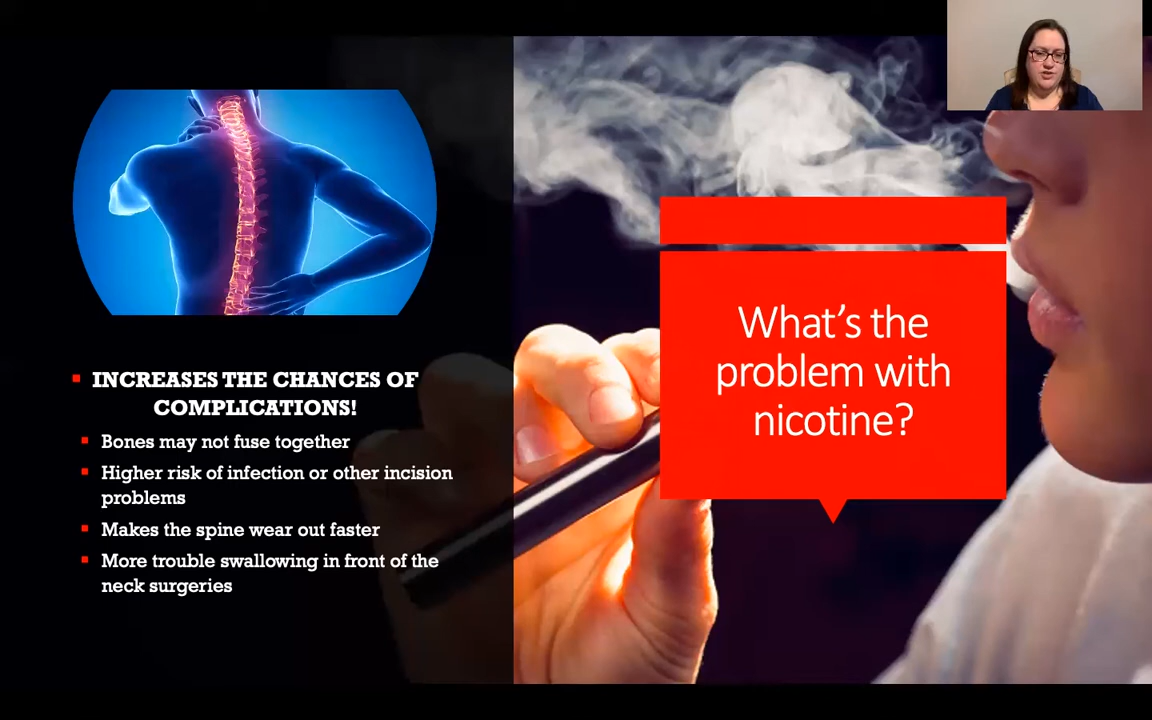 INCREASES THE CHANCES OF
COMPLICATIONS!
Bones may not fuse together
Higher risk of infection or other incision
problems
Makes the spine wear out faster
More trouble swallowing in front of the
neck surgeries
What's the
problem with
nicotine?